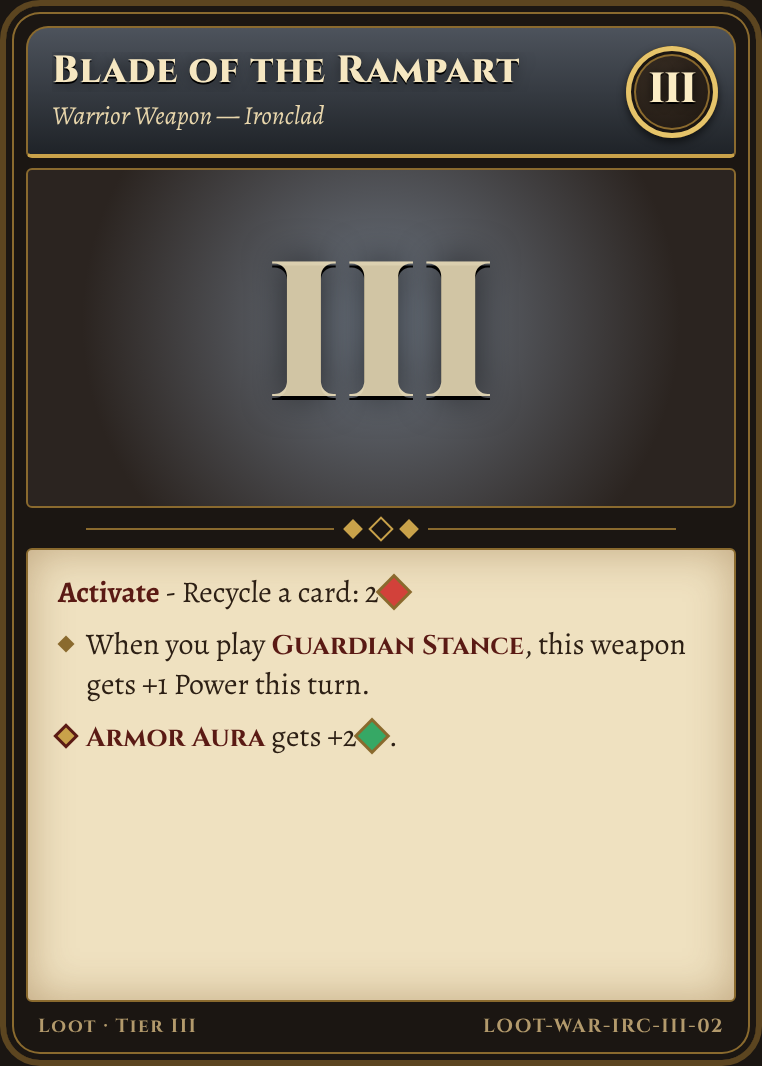 Blade of the Rampart
Warrior Weapon — Ironclad
III
III
Activate - Recycle a card: 2
When you play Guardian Stance, this weapon
gets +1 Power this turn.
Armor Aura gets +2.
Loot · Tier III
LOOT-WAR-IRC-III-02